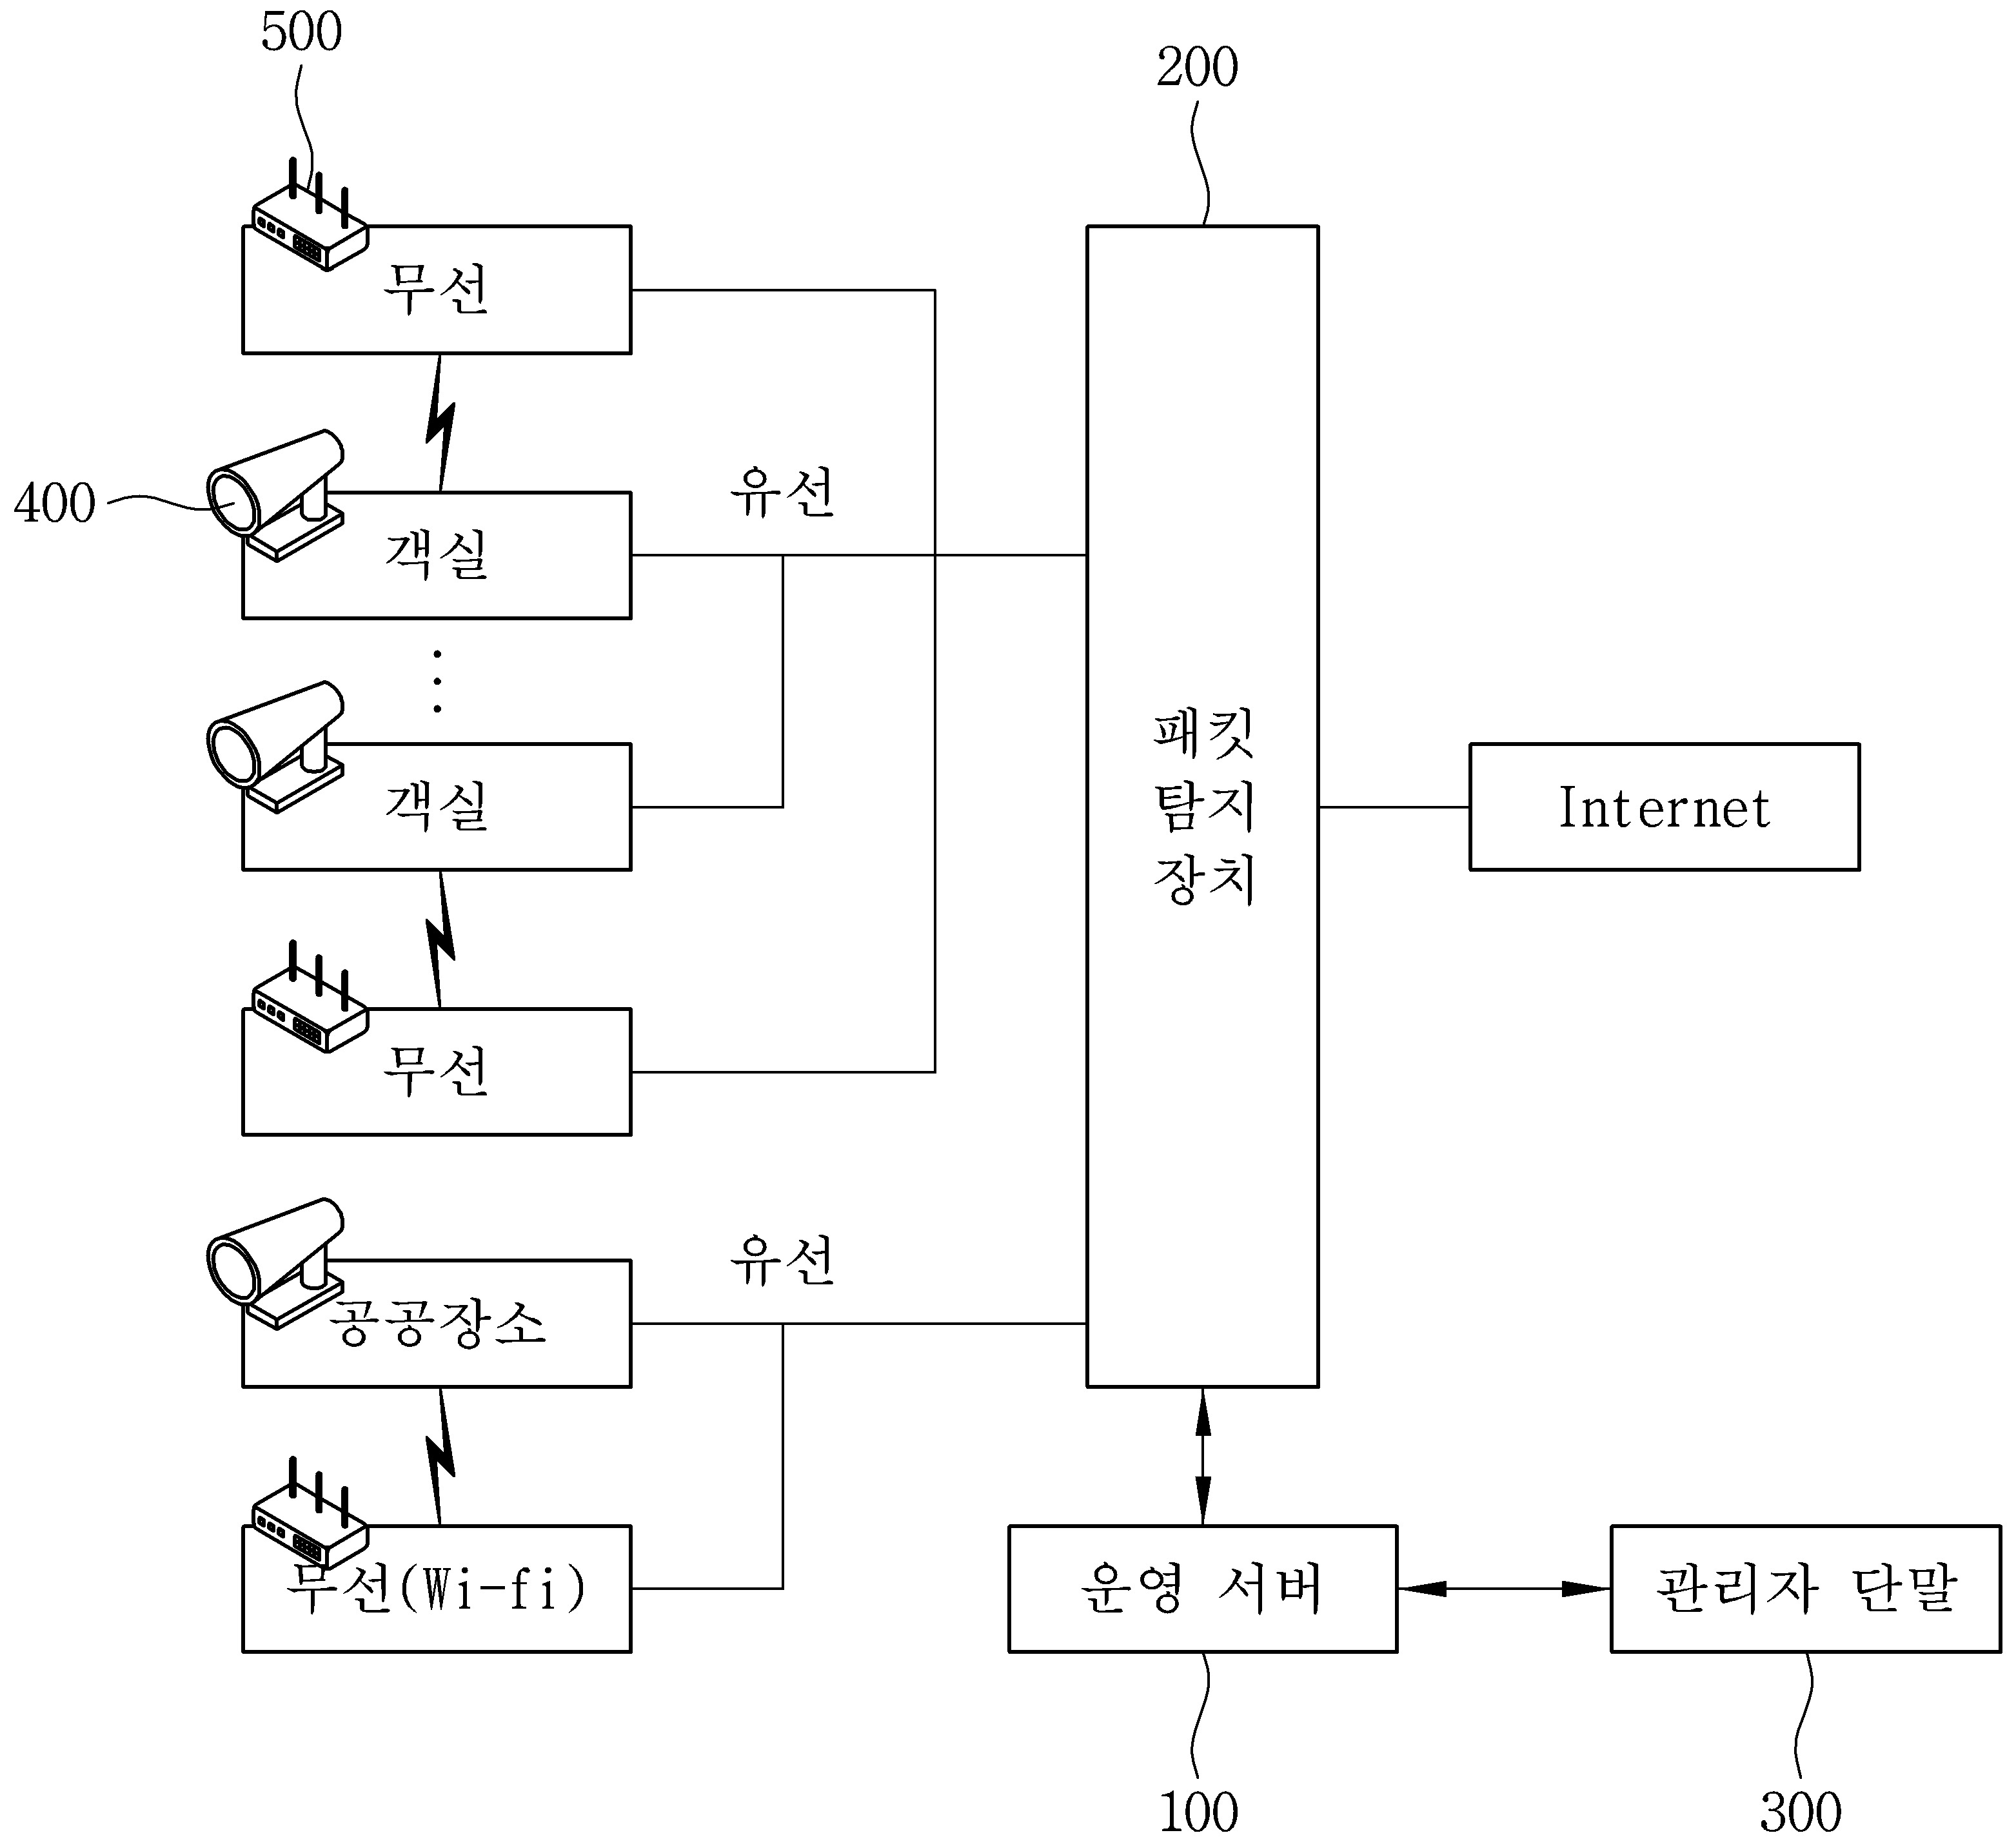 500
200
무선
400
유선
객실
객실
패킷
탐지
장치
Internet
무선
유선
공공장소
무선(Wi-fi)
운영 서버
관리자 단말
100
300